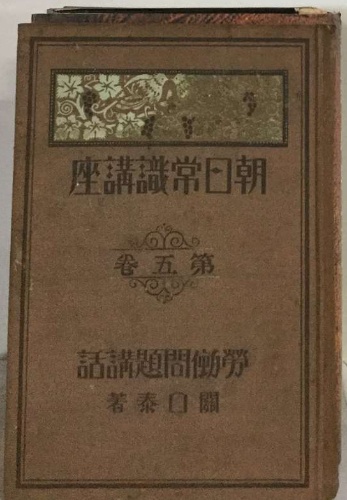 朝日常識講座
第五卷
勞働問題講話
關口泰著